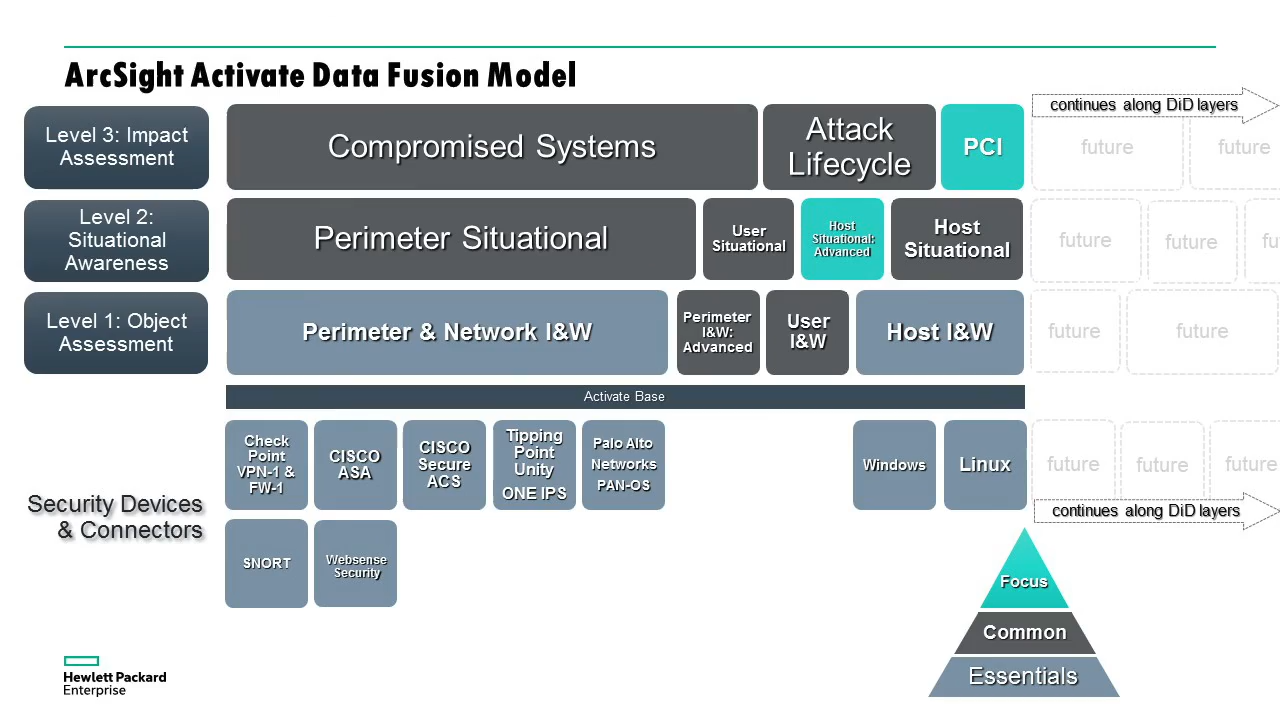 ArcSight Activate Data Fusion Model
continues along DiD layers
Level 3: Impact
Assessment
Compromised Systems
Attack
Lifecycle
PCI
future
future
Level 2:
Situational
Awareness
Perimeter Situational
User
Situational
Host
Situational:
Advanced
Host
Situational
future
future
fu
Level 1: Object
Assessment
Perimeter & Network I&W
Perimeter
I&W:
Advanced
User
I&W
Host I&W
future
future
Activate Base
Security Devices
& Connectors
Check
Point
VPN-1 &
FW-1
CISCO
ASA
CISCO
Secure
ACS
Tipping
Point
Unity
ONE IPS
Palo Alto
Networks
PAN-OS
Windows
Linux
future
future
future
continues along DiD layers
SNORT
Websense
Security
Focus
Common
Essentials
Hewlett Packard
Enterprise